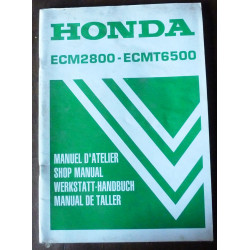 HONDA
ECM2800-ECMT6500
MANUEL D'ATELIER
SHOP MANUAL
WERKSTATT-HANDBUCH
MANUAL DE TALLER